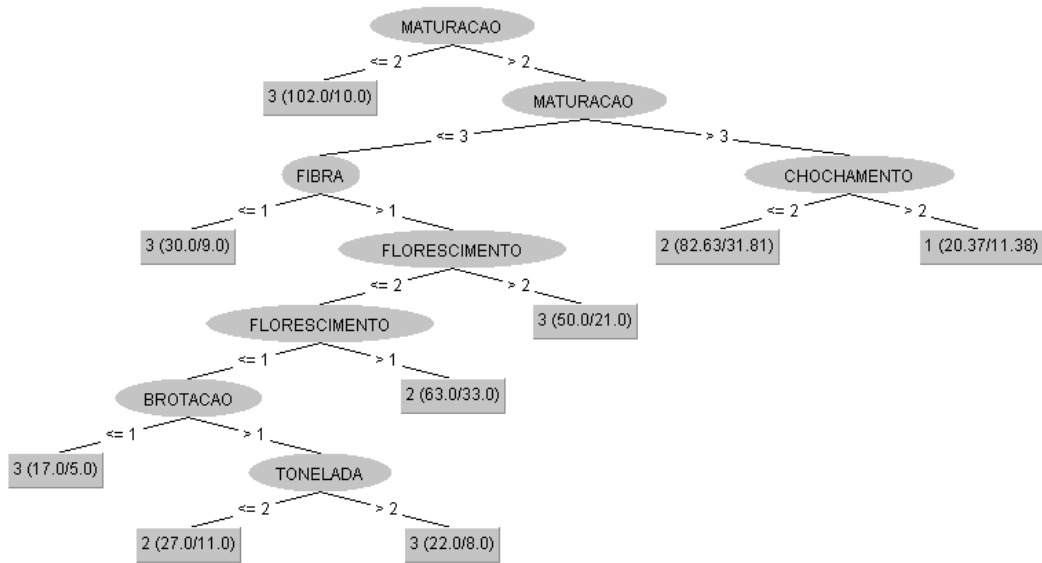 MATURACAO
<= 2 > 2
3 (102.0/10.0) MATURACAO
<= 3 > 3
FIBRA CHOCHAMENTO
<= 1 > 1 <= 2 > 2
3 (30.0/9.0) FLORESCIMENTO 2 (82.63/31.81) 1 (20.37/11.38)
<= 2 > 2
FLORESCIMENTO 3 (50.0/21.0)
<= 1 > 1
BROTACAO 2 (63.0/33.0)
<= 1 > 1
3 (17.0/5.0) TONELADA
<= 2 > 2
2 (27.0/11.0) 3 (22.0/8.0)